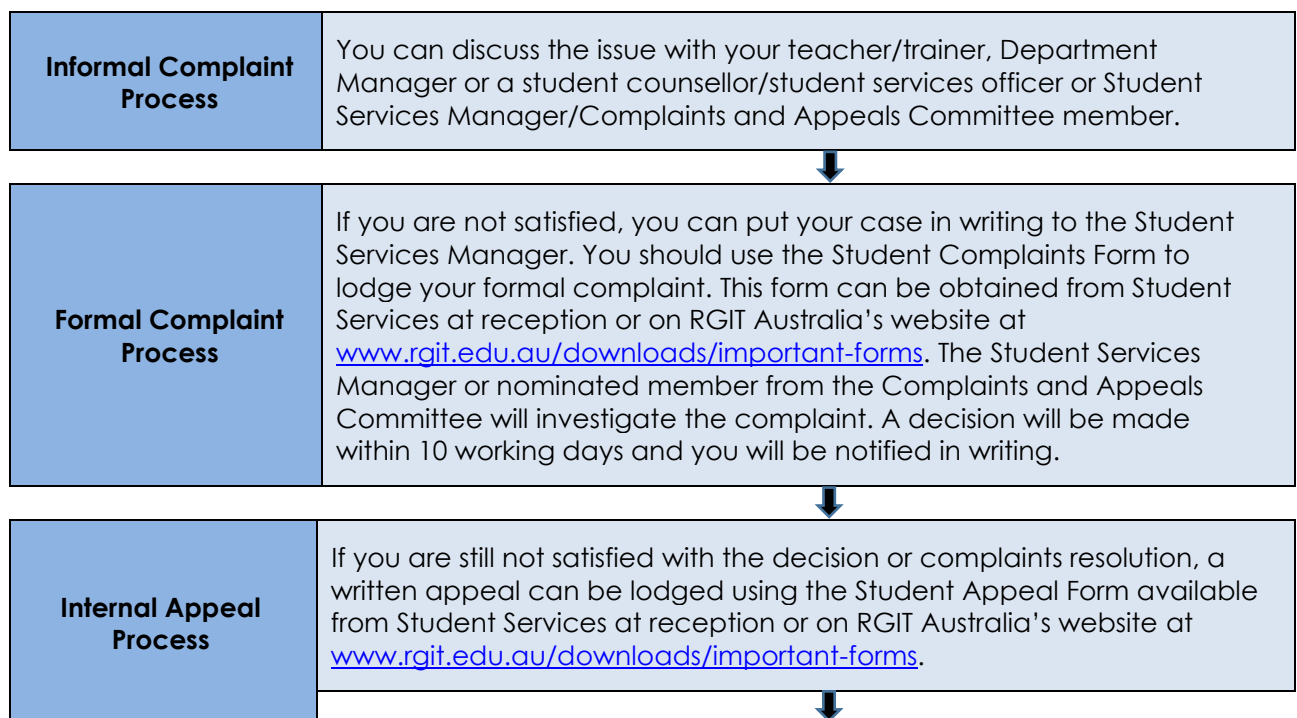 Informal Complaint
Process
You can discuss the issue with your teacher/trainer, Department
Manager or a student counsellor/student services officer or Student
Services Manager/Complaints and Appeals Committee member.
Formal Complaint
Process
If you are not satisfied, you can put your case in writing to the Student
Services Manager. You should use the Student Complaints Form to
lodge your formal complaint. This form can be obtained from Student
Services at reception or on RGIT Australia’s website at
www.rgit.edu.au/downloads/important-forms. The Student Services
Manager or nominated member from the Complaints and Appeals
Committee will investigate the complaint. A decision will be made
within 10 working days and you will be notified in writing.
Internal Appeal
Process
If you are still not satisfied with the decision or complaints resolution, a
written appeal can be lodged using the Student Appeal Form available
from Student Services at reception or on RGIT Australia’s website at
www.rgit.edu.au/downloads/important-forms.